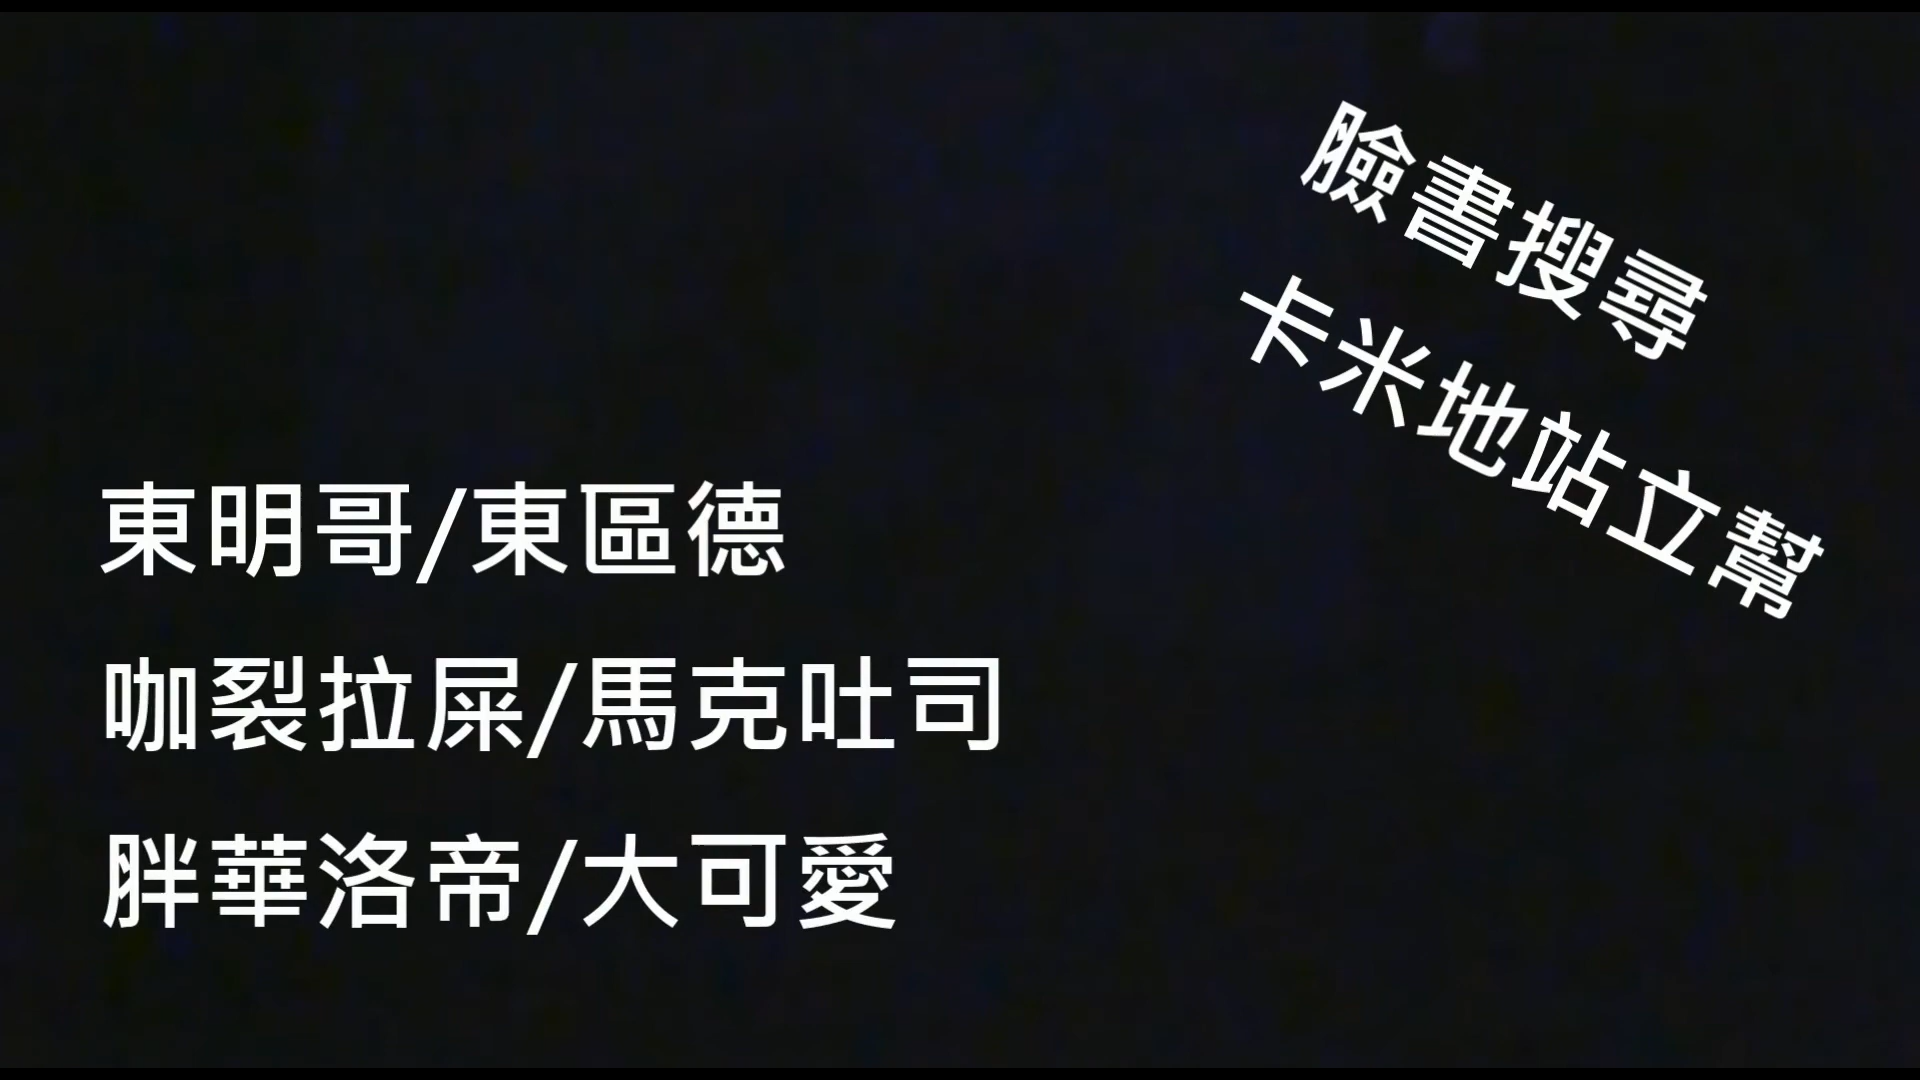 臉書搜尋
卡米地站立幫
東明哥/東區德
咖裂拉屎/馬克吐司
胖華洛帝/大可愛